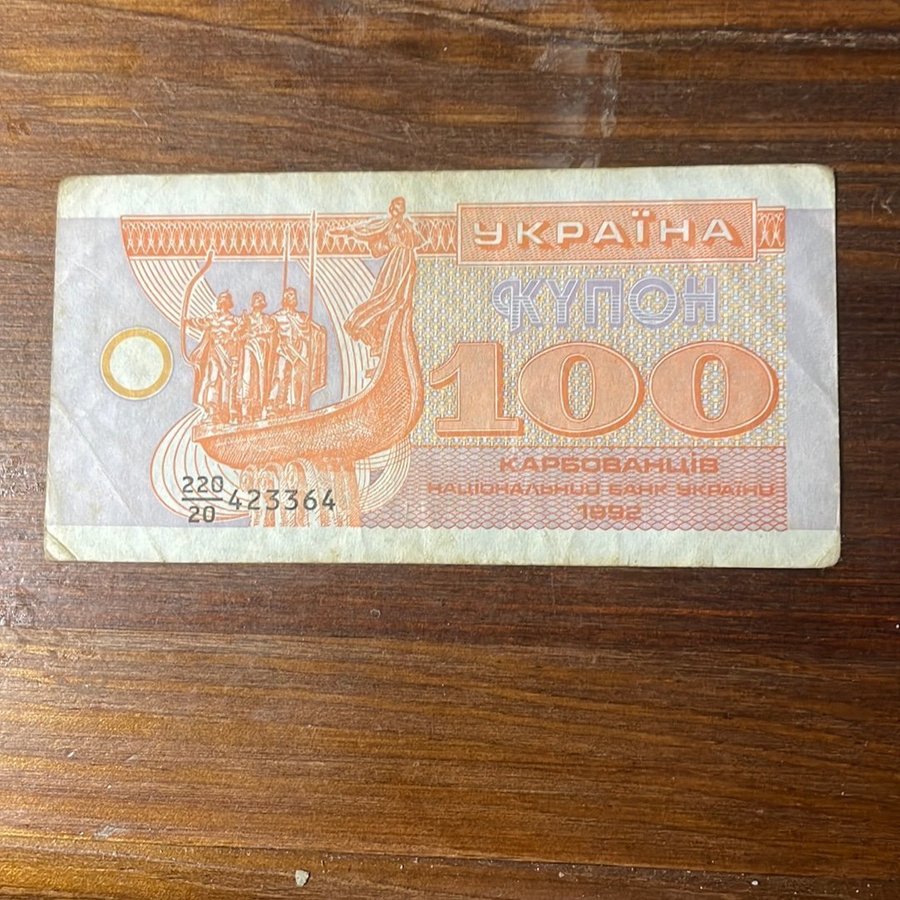 УКРАЇНА
КУПОН
100
КАРБОВАНЦІВ
НАЦІОНАЛЬНИЙ БАНК УКРАЇНИ
1992
220/20 423364